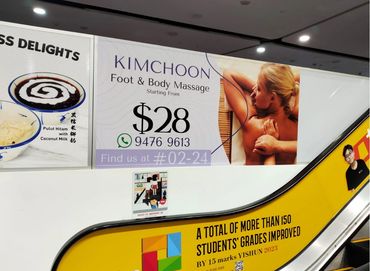 SS DELIGHTS
Pulut Hitam
with
Coconut Milk
KIMCHOON
Foot & Body Massage
Starting From
$28
9476 9613
Find us at #02-24
A TOTAL OF MORE THAN 150
STUDENTS' GRADES IMPROVED
BY 15 marks YISHUN 2023